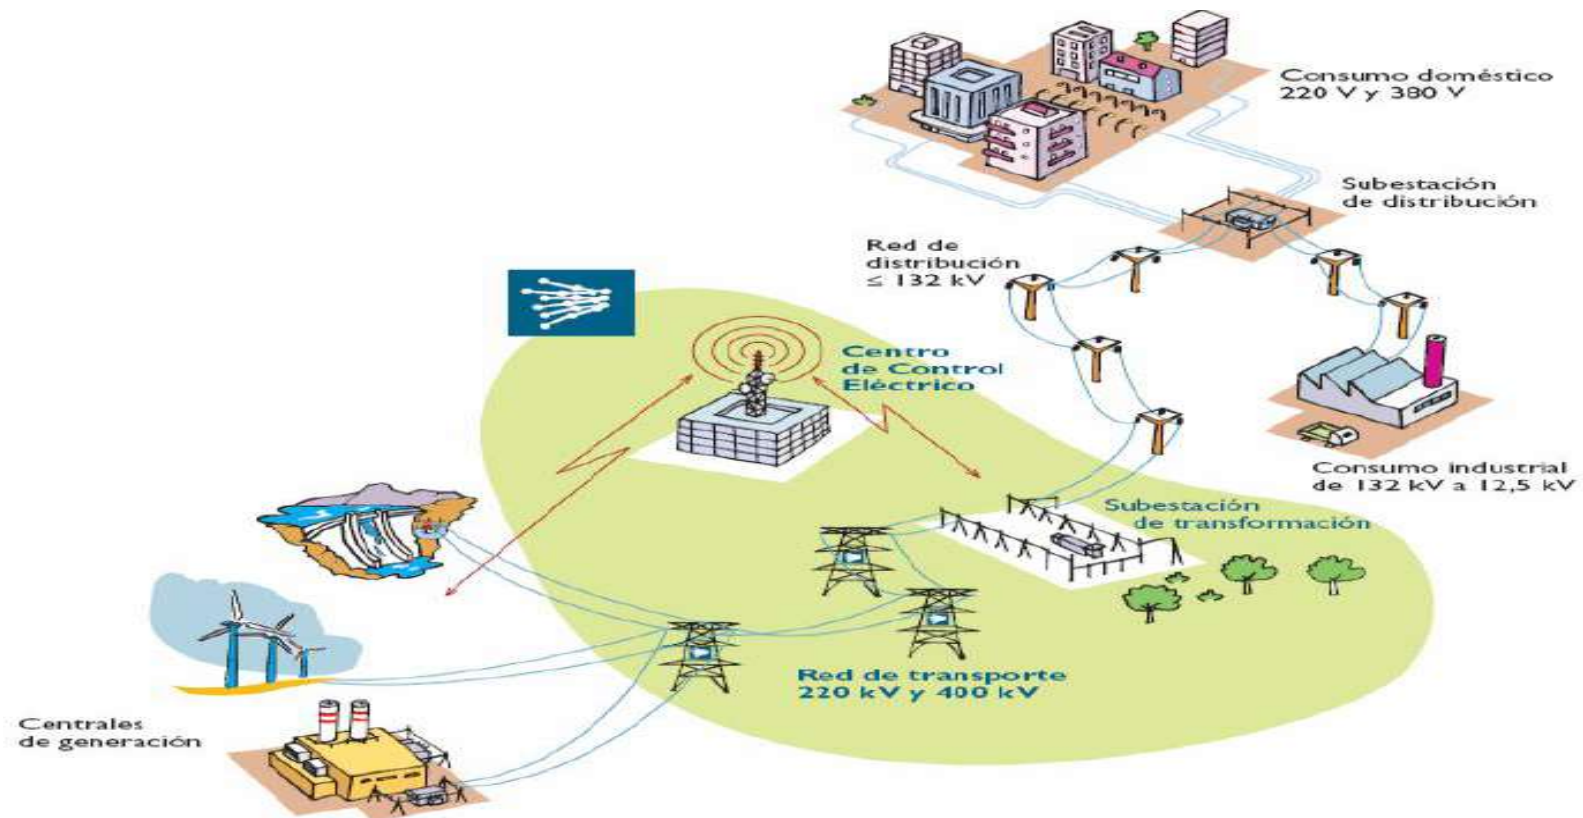 Consumo doméstico
220 V y 380 V
Subestación
de distribución
Red de
distribución
≤ 132 kV
Centro
de Control
Eléctrico
Consumo industrial
de 132 kV a 12,5 kV
Subestación
de transformación
Red de transporte
220 kV y 400 kV
Centrales
de generación